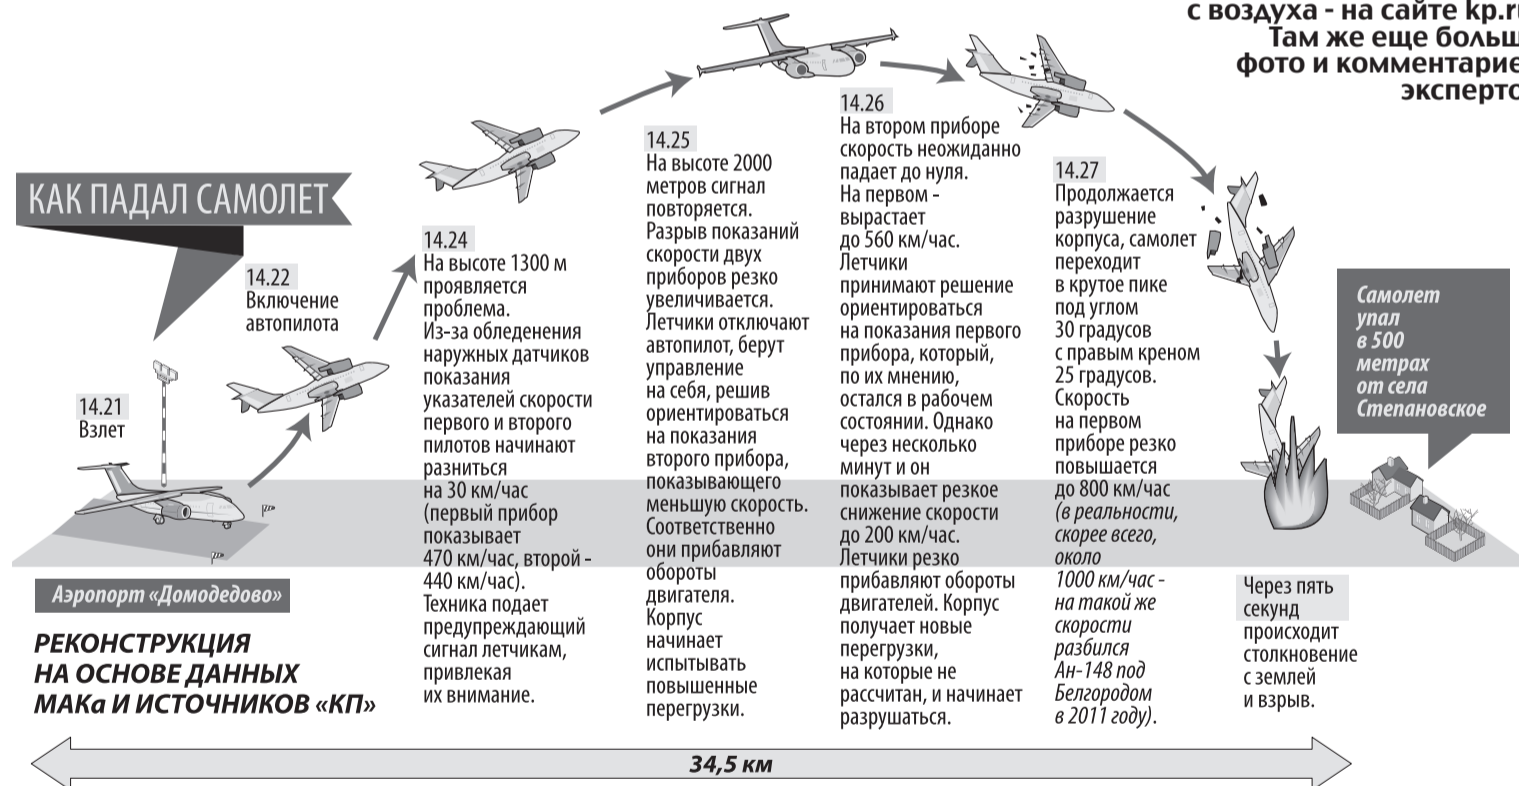 с воздуха - на сайте kp.ru
Там же еще больш
фото и комментарие
эксперто
КАК ПАДАЛ САМОЛЕТ
14.21
Взлет
14.22
Включение
автопилота
14.24
На высоте 1300 м
проявляется
проблема.
Из-за обледенения
наружных датчиков
показания
указателей скорости
первого и второго
пилотов начинают
разниться
на 30 км/час
(первый прибор
показывает
470 км/час, второй -
440 км/час).
Техника подает
предупреждающий
сигнал летчикам,
привлекая
их внимание.
14.25
На высоте 2000
метров сигнал
повторяется.
Разрыв показаний
скорости двух
приборов резко
увеличивается.
Летчики отключают
автопилот, берут
управление
на себя, решив
ориентироваться
на показания
второго прибора,
показывающего
меньшую скорость.
Соответственно
они прибавляют
обороты
двигателя.
Корпус
начинает
испытывать
повышенные
перегрузки.
14.26
На втором приборе
скорость неожиданно
падает до нуля.
На первом -
вырастает
до 560 км/час.
Летчики
принимают решение
ориентироваться
на показания первого
прибора, который,
по их мнению,
остался в рабочем
состоянии. Однако
через несколько
минут и он
показывает резкое
снижение скорости
до 200 км/час.
Летчики резко
прибавляют обороты
двигателей. Корпус
получает новые
перегрузки,
на которые не
рассчитан, и начинает
разрушаться.
14.27
Продолжается
разрушение
корпуса, самолет
переходит
в крутое пике
под углом
30 градусов
с правым креном
25 градусов.
Скорость
на первом
приборе резко
повышается
до 800 км/час
(в реальности,
скорее всего,
около
1000 км/час -
на такой же
скорости
разбился
Ан-148 под
Белгородом
в 2011 году).
Через пять
секунд
происходит
столкновение
с землей
и взрыв.
Самолет
упал
в 500
метрах
от села
Степановское
Аэропорт «Домодедово»
РЕКОНСТРУКЦИЯ
НА ОСНОВЕ ДАННЫХ
МАКа И ИСТОЧНИКОВ «КП»
34,5 км